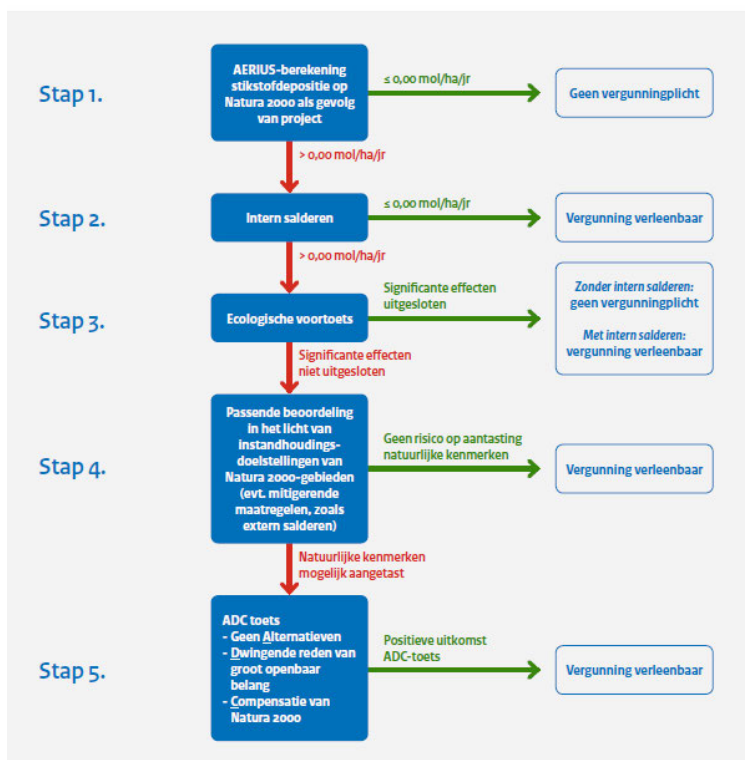 Stap 1.
AERIUS-berekening
stikstofdepositie op
Natura 2000 als gevolg
van project
≤ 0,00 mol/ha/jr
Geen vergunningplicht
> 0,00 mol/ha/jr
Stap 2.
Intern salderen
≤ 0,00 mol/ha/jr
Vergunning verleenbaar
> 0,00 mol/ha/jr
Stap 3.
Ecologische voortoets
Significante effecten
uitgesloten
Zonder intern salderen:
geen vergunningplicht
Met intern salderen:
vergunning verleenbaar
Significante effecten
niet uitgesloten
Stap 4.
Passende beoordeling
in het licht van
instandhoudings-
doelstellingen van
Natura 2000-gebieden
(evt. mitigerende
maatregelen, zoals
extern salderen)
Geen risico op aantasting
natuurlijke kenmerken
Vergunning verleenbaar
Natuurlijke kenmerken
mogelijk aangetast
Stap 5.
ADC toets
- Geen Alternatieven
- Dwingende reden van
groot openbaar
belang
- Compensatie van
Natura 2000
Positieve uitkomst
ADC-toets
Vergunning verleenbaar